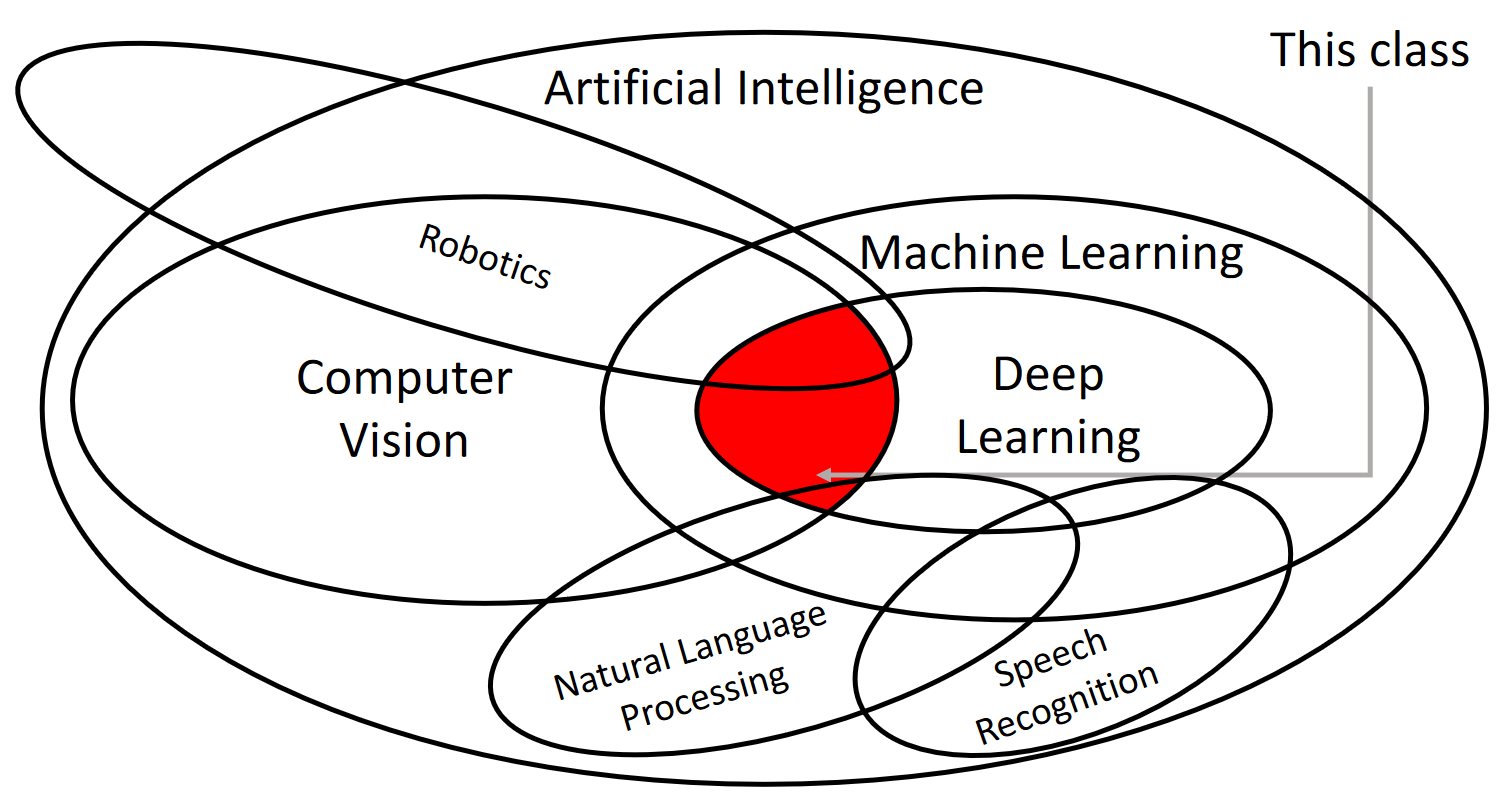 This class
Artificial Intelligence
Robotics
Machine Learning
Computer
Vision
Deep
Learning
Natural Language
Processing
Speech
Recognition